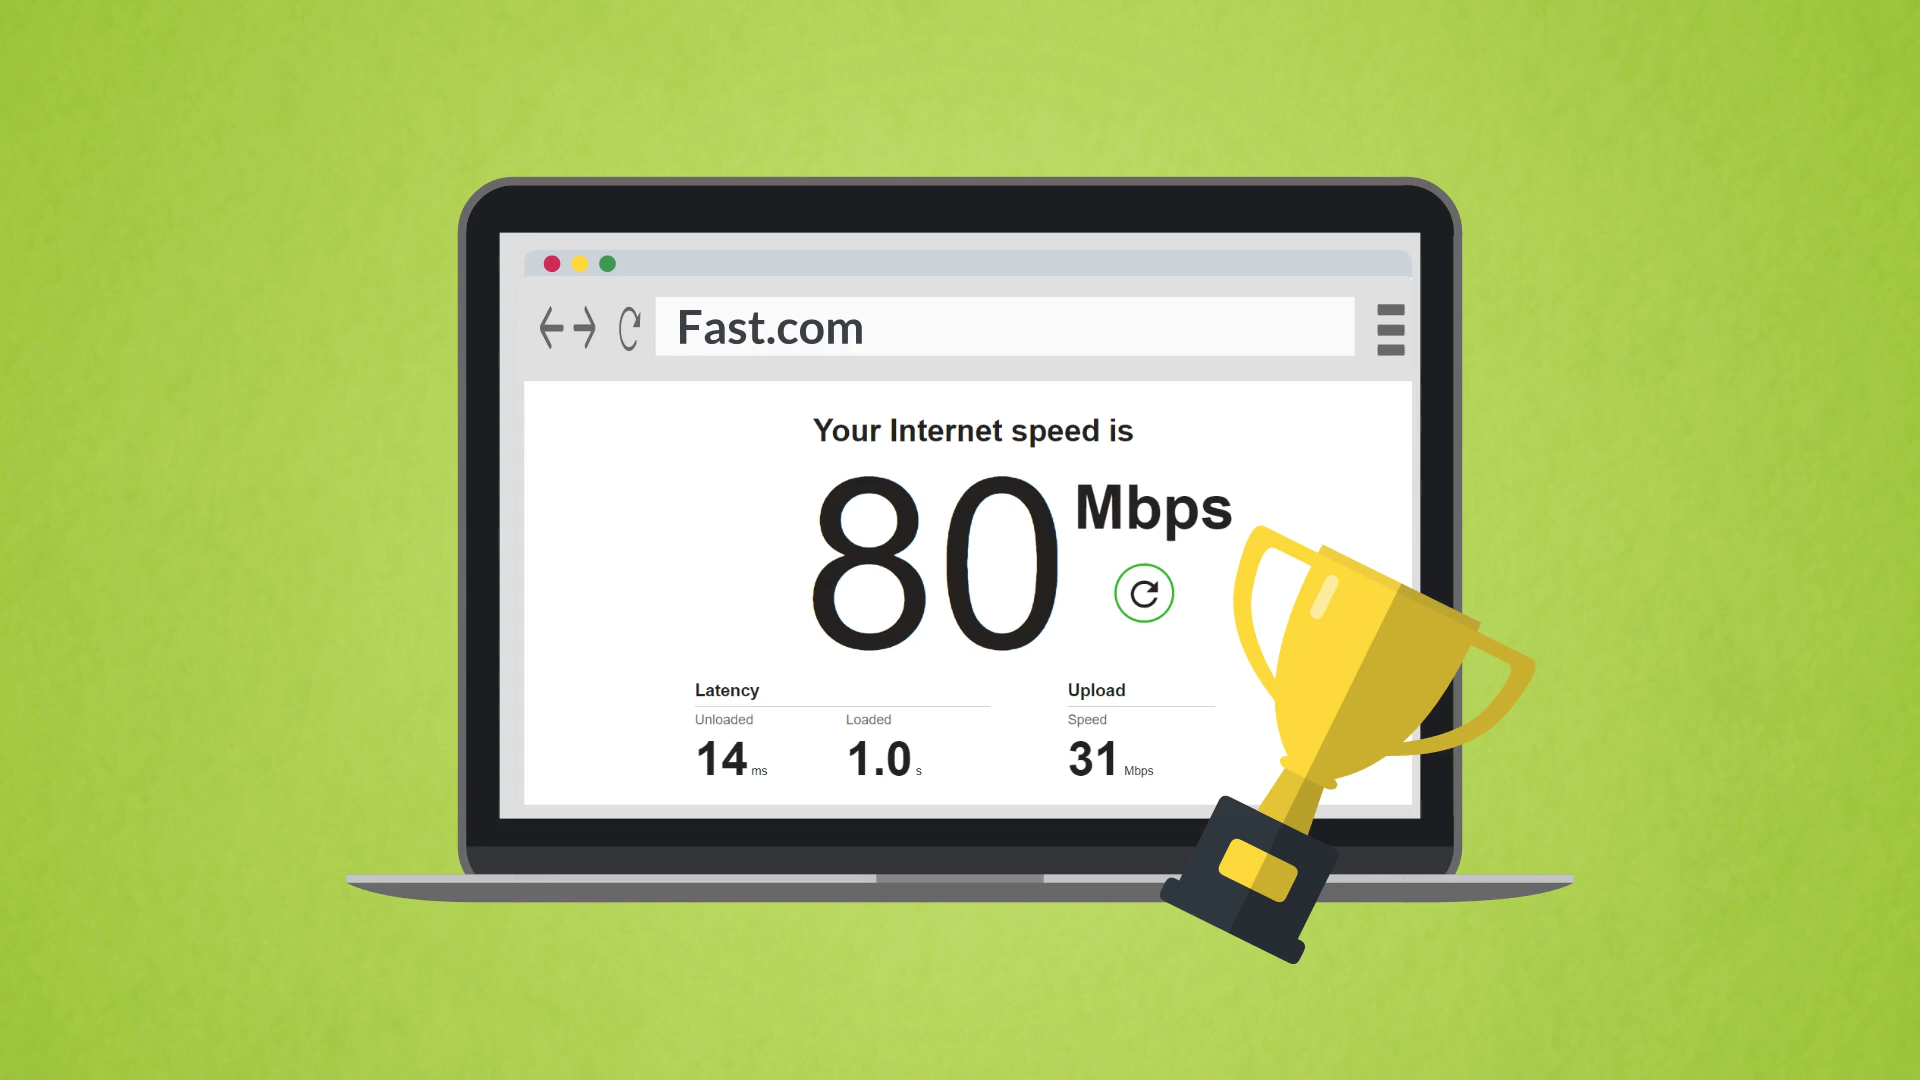 Fast.com
Your Internet speed is
80 Mbps
Latency Upload
Unloaded Loaded Speed
14 ms 1.0 s 31 Mbps